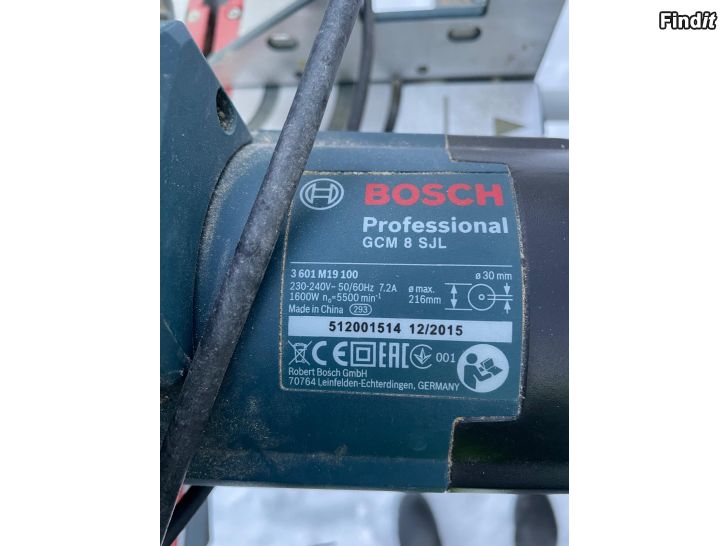 Findit
BOSCH
Professional
GCM 8 SJL
3 601 M19 100
230-240V~ 50/60Hz 7.2A
1600W n₀=5500 min⁻¹
Made in China 293
ø max.
216mm
ø 30 mm
512001514 12/2015
CE EAC 001
Robert Bosch GmbH
70764 Leinfelden-Echterdingen, GERMANY